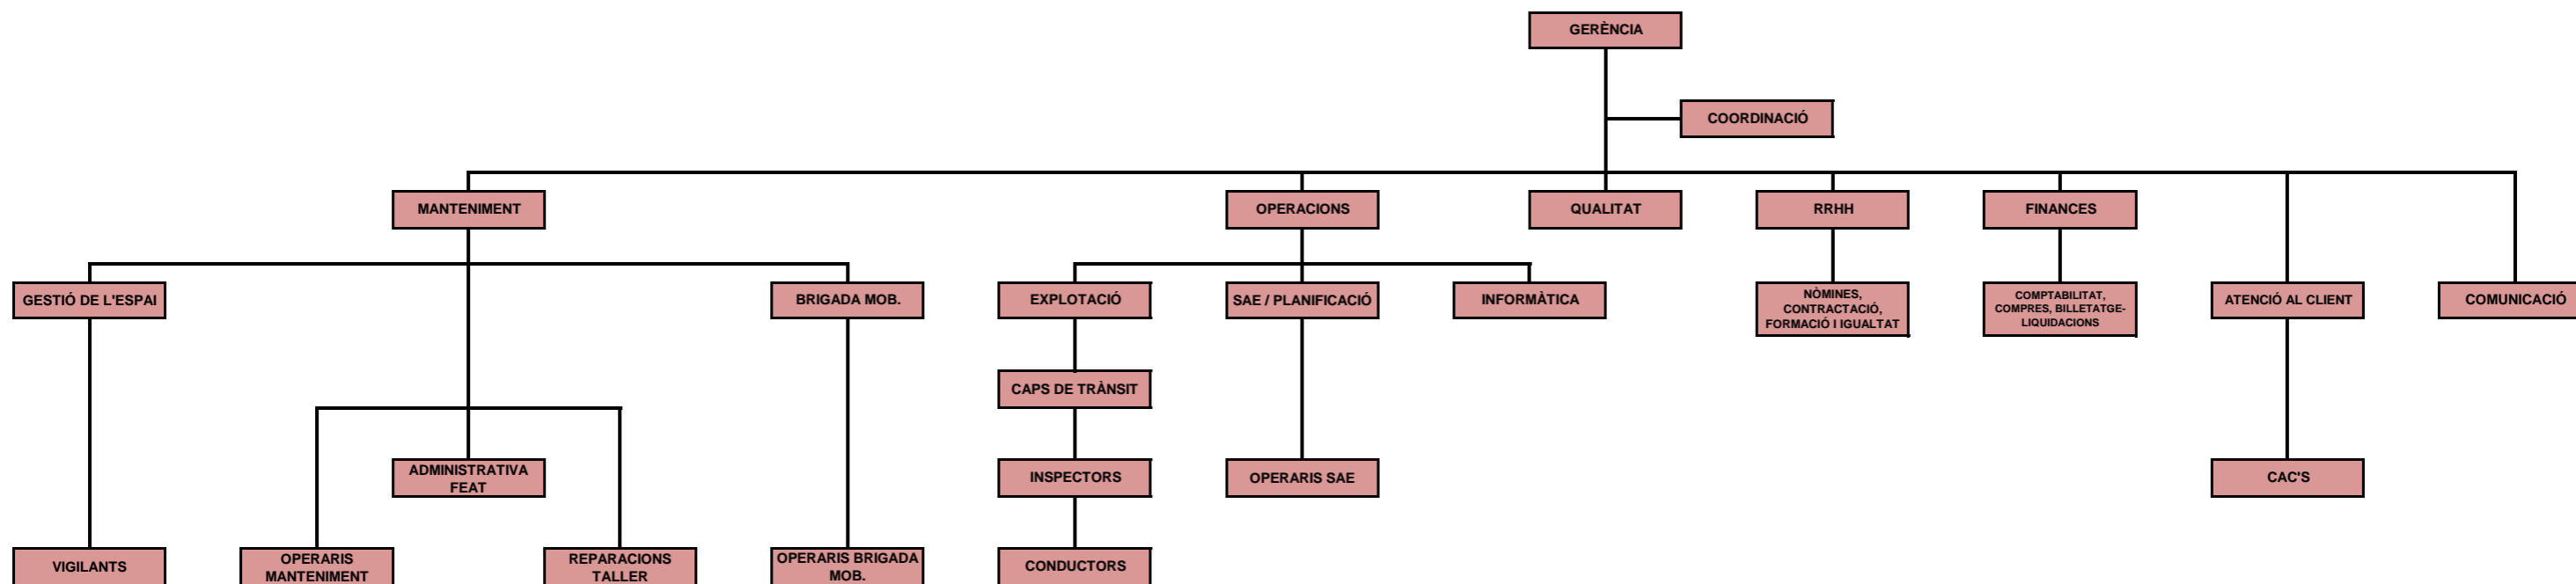 GERÈNCIA
COORDINACIÓ
MANTENIMENT
OPERACIONS
QUALITAT
RRHH
FINANCES
GESTIÓ DE L'ESPAI
BRIGADA MOB.
EXPLOTACIÓ
SAE / PLANIFICACIÓ
INFORMÀTICA
NÒMINES,
CONTRACTACIÓ,
FORMACIÓ I IGUALTAT
COMPTABILITAT,
COMPRES, BILLETATGE-
LIQUIDACIONS
ATENCIÓ AL CLIENT
COMUNICACIÓ
CAPS DE TRÀNSIT
ADMINISTRATIVA
FEAT
INSPECTORS
OPERARIS SAE
CAC'S
VIGILANTS
OPERARIS
MANTENIMENT
REPARACIONS
TALLER
OPERARIS BRIGADA
MOB.
CONDUCTORS